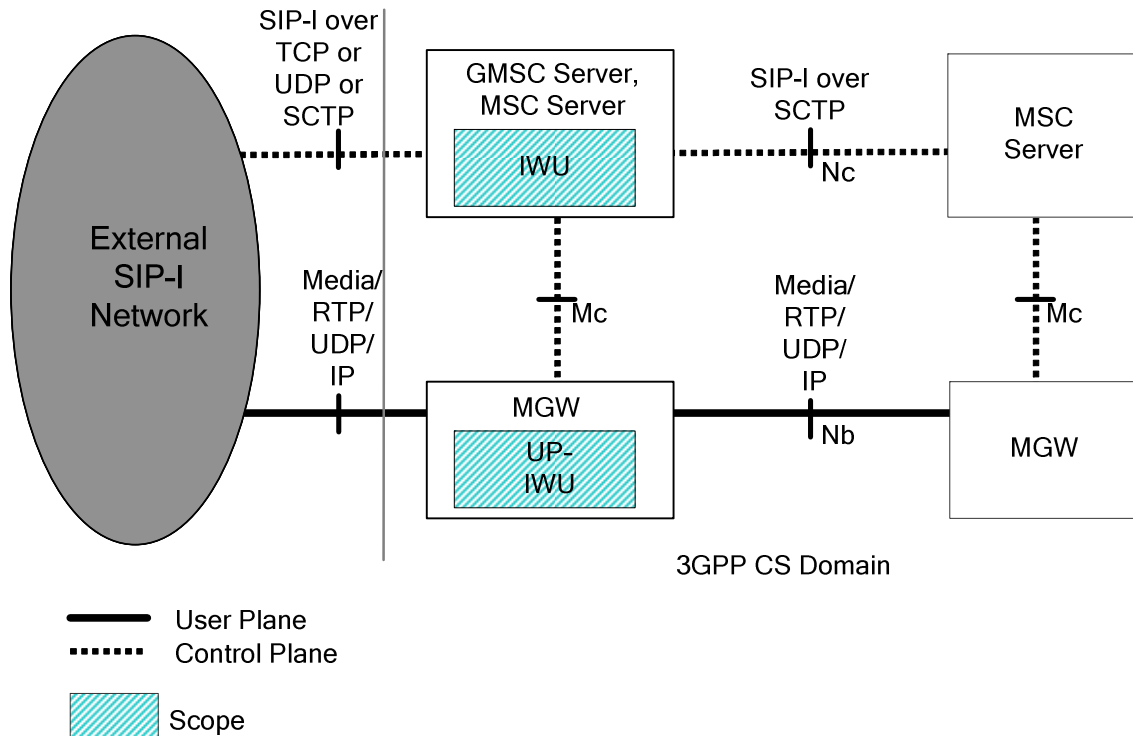 SIP-I over
TCP or
UDP or
SCTP
GMSC Server,
MSC Server
IWU
SIP-I over
SCTP
Nc
MSC
Server
External
SIP-I
Network
Media/
RTP/
UDP/
IP
Mc
Media/
RTP/
UDP/
IP
Mc
MGW
UP-
IWU
Nb
MGW
3GPP CS Domain
User Plane
Control Plane
Scope